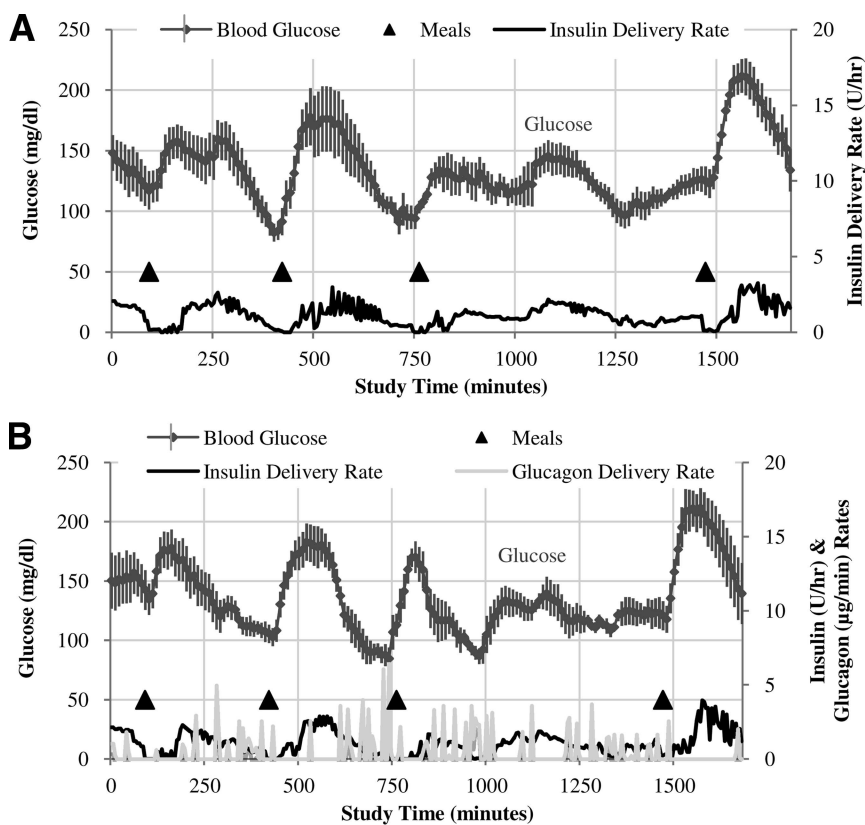 A
Blood Glucose Meals Insulin Delivery Rate
250 200 150 100 50 0
Glucose (mg/dl)
Glucose
20 15 10 5 0
Insulin Delivery Rate (U/hr)
0 250 500 750 1000 1250 1500
Study Time (minutes)
B
Blood Glucose Meals
Insulin Delivery Rate Glucagon Delivery Rate
250 200 150 100 50 0
Glucose (mg/dl)
Glucose
20 15 10 5 0
Insulin (U/hr) &
Glucagon (µg/min) Rates
0 250 500 750 1000 1250 1500
Study Time (minutes)